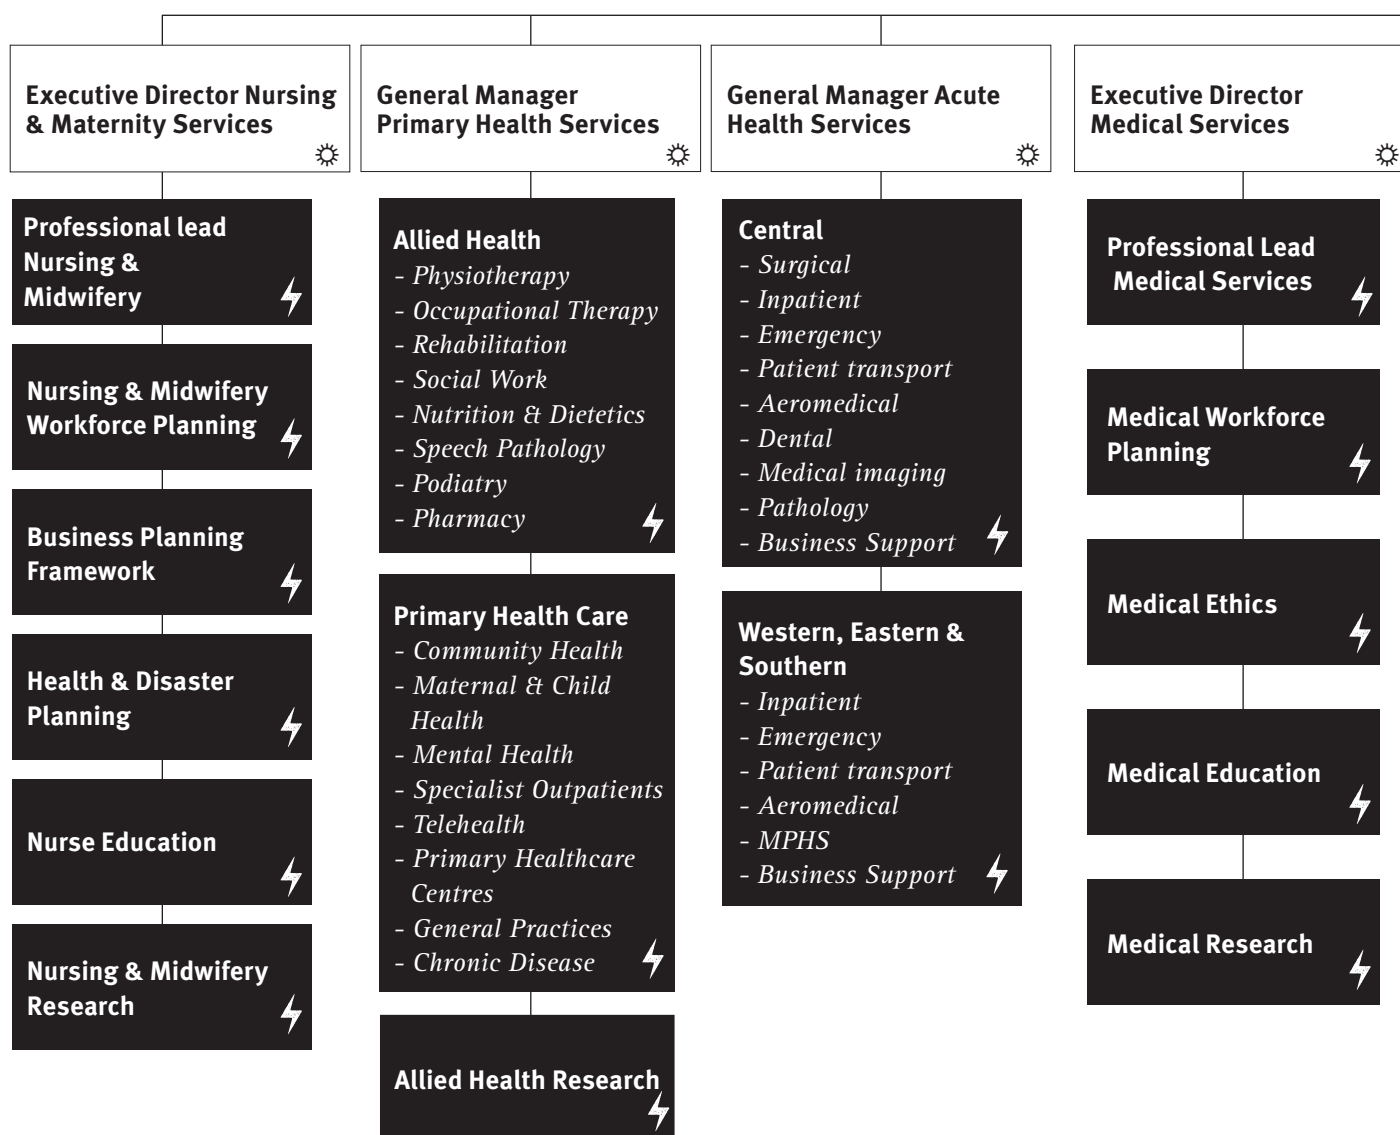 Executive Director Nursing
& Maternity Services
Professional lead
Nursing &
Midwifery
Nursing & Midwifery
Workforce Planning
Business Planning
Framework
Health & Disaster
Planning
Nurse Education
Nursing & Midwifery
Research
General Manager
Primary Health Services
Allied Health
- Physiotherapy
- Occupational Therapy
- Rehabilitation
- Social Work
- Nutrition & Dietetics
- Speech Pathology
- Podiatry
- Pharmacy
Primary Health Care
- Community Health
- Maternal & Child
Health
- Mental Health
- Specialist Outpatients
- Telehealth
- Primary Healthcare
Centres
- General Practices
- Chronic Disease
Allied Health Research
General Manager Acute
Health Services
Central
- Surgical
- Inpatient
- Emergency
- Patient transport
- Aeromedical
- Dental
- Medical imaging
- Pathology
- Business Support
Western, Eastern &
Southern
- Inpatient
- Emergency
- Patient transport
- Aeromedical
- MPHS
- Business Support
Executive Director
Medical Services
Professional Lead
Medical Services
Medical Workforce
Planning
Medical Ethics
Medical Education
Medical Research